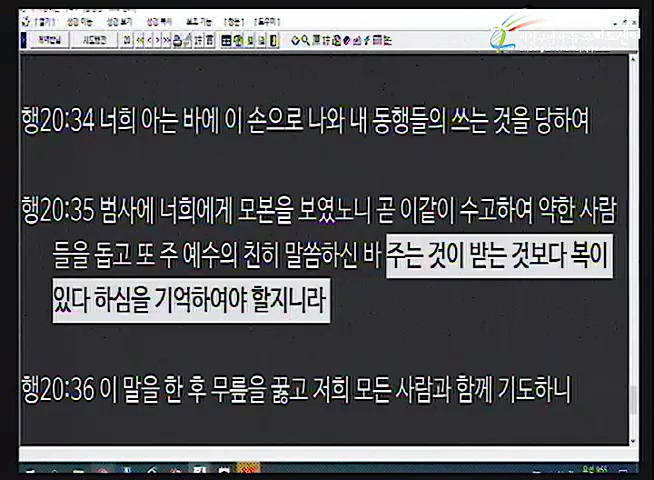 행20:34 너희 아는 바에 이 손으로 나와 내 동행들의 쓰는 것을 당하여
행20:35 범사에 너희에게 모본을 보였노니 곧 이같이 수고하여 약한 사람
들을 돕고 또 주 예수의 친히 말씀하신 바 주는 것이 받는 것보다 복이
있다 하심을 기억하여야 할지니라
행20:36 이 말을 한 후 무릎을 꿇고 저희 모든 사람과 함께 기도하니